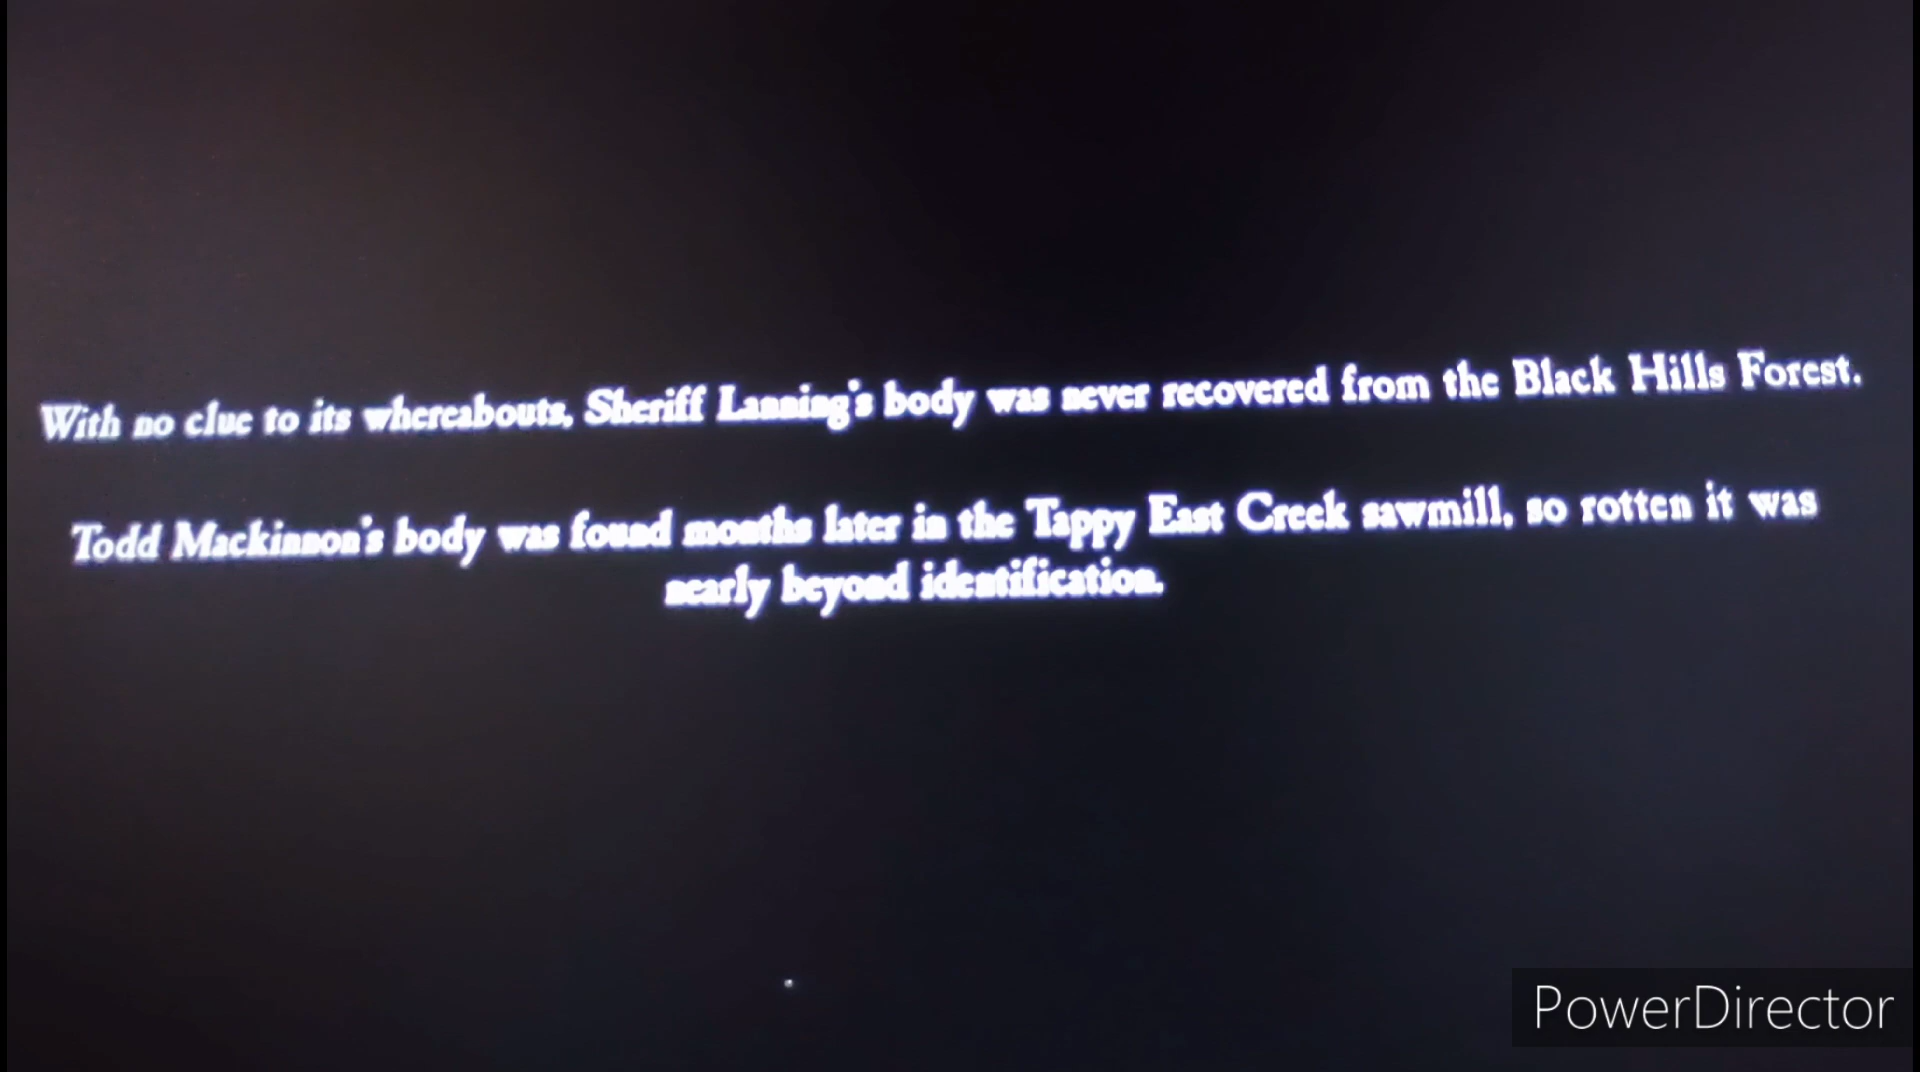 With no clue to its whereabouts, Sheriff Lanning's body was never recovered from the Black Hills Forest.
Todd Mackinnon's body was found months later in the Tappy East Creek sawmill, so rotten it was
nearly beyond identification.
PowerDirector